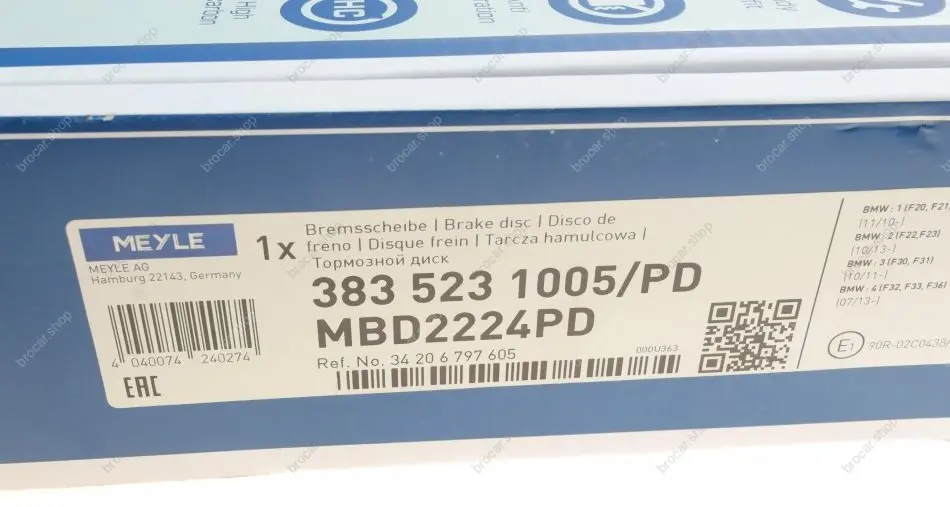 High
HC
brocar.shop
MEYLE
MEYLE AG
Hamburg 22143, Germany
4 040074 240274
EAC
1x
Bremsscheibe | Brake disc | Disco de
freno | Disque frein | Tarcza hamulcowa |
Тормозной диск
383 523 1005/PD
MBD2224PD
Ref. No. 34 20 6 797 605
000U363
BMW : 1 (F20, F21
(11/10-)
BMW : 2 (F22,F23)
(10/13-)
BMW : 3 (F30, F31)
(10/11-)
BMW : 4 (F32, F33, F36)
(07/13-)
E1
90R-02C0438/